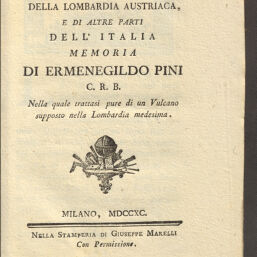 DELLA LOMBARDIA AUSTRIACA,
E DI ALTRE PARTI
DELL' ITALIA
MEMORIA
DI ERMENEGILDO PINI
C. R. B.
Nella quale trattasi pure di un Vulcano
supposto nella Lombardia medesima.
MILANO, MDCCXC.
NELLA STAMPERIA DI GIUSEPPE MARELLI
Con Permissione.